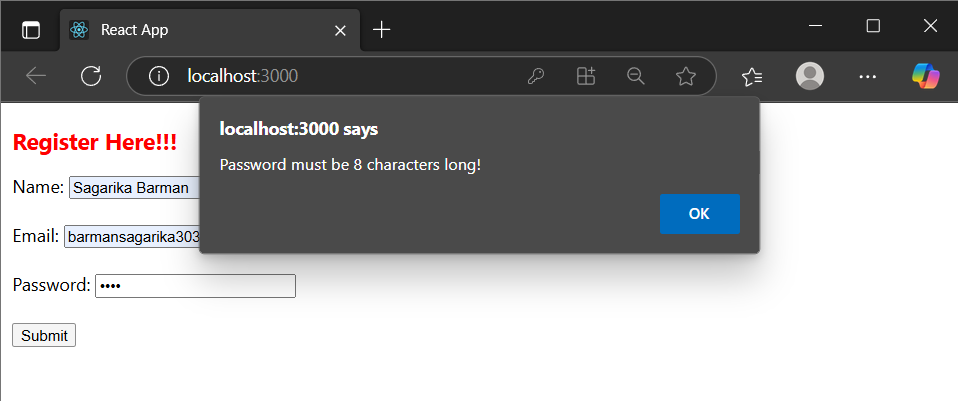 React App
localhost:3000
localhost:3000 says
Password must be 8 characters long!
OK
Register Here!!!
Name: Sagarika Barman
Email: barmansagarika303
Password: ••••
Submit